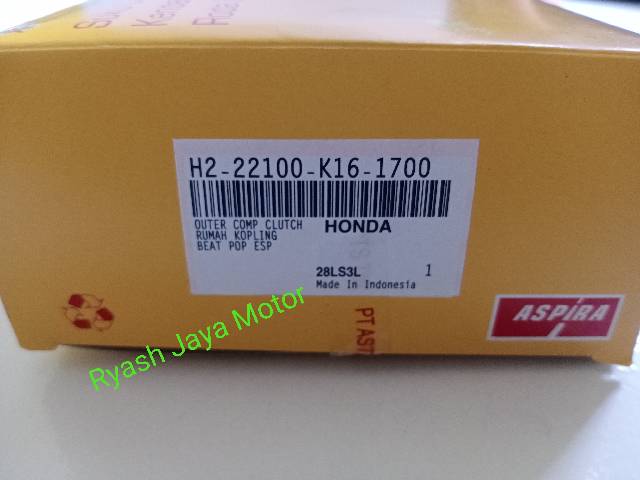 H2-22100-K16-1700
OUTER COMP CLUTCH
HONDA
RUMAH KOPLING
BEAT POP ESP
28LS3L
1
Made In Indonesia
ASPIRA
Ryash Jaya Motor